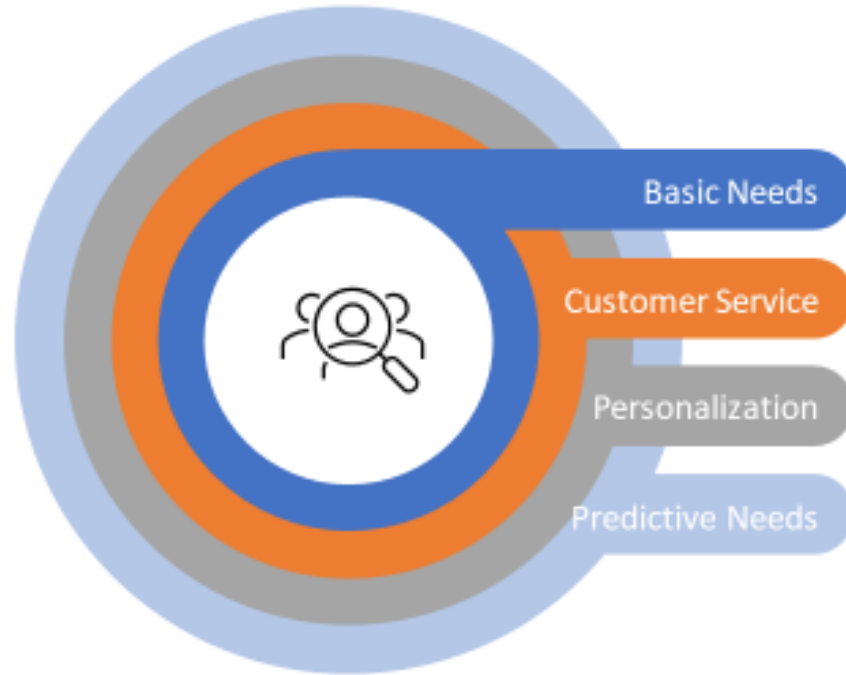 Basic Needs
Customer Service
Personalization
Predictive Needs